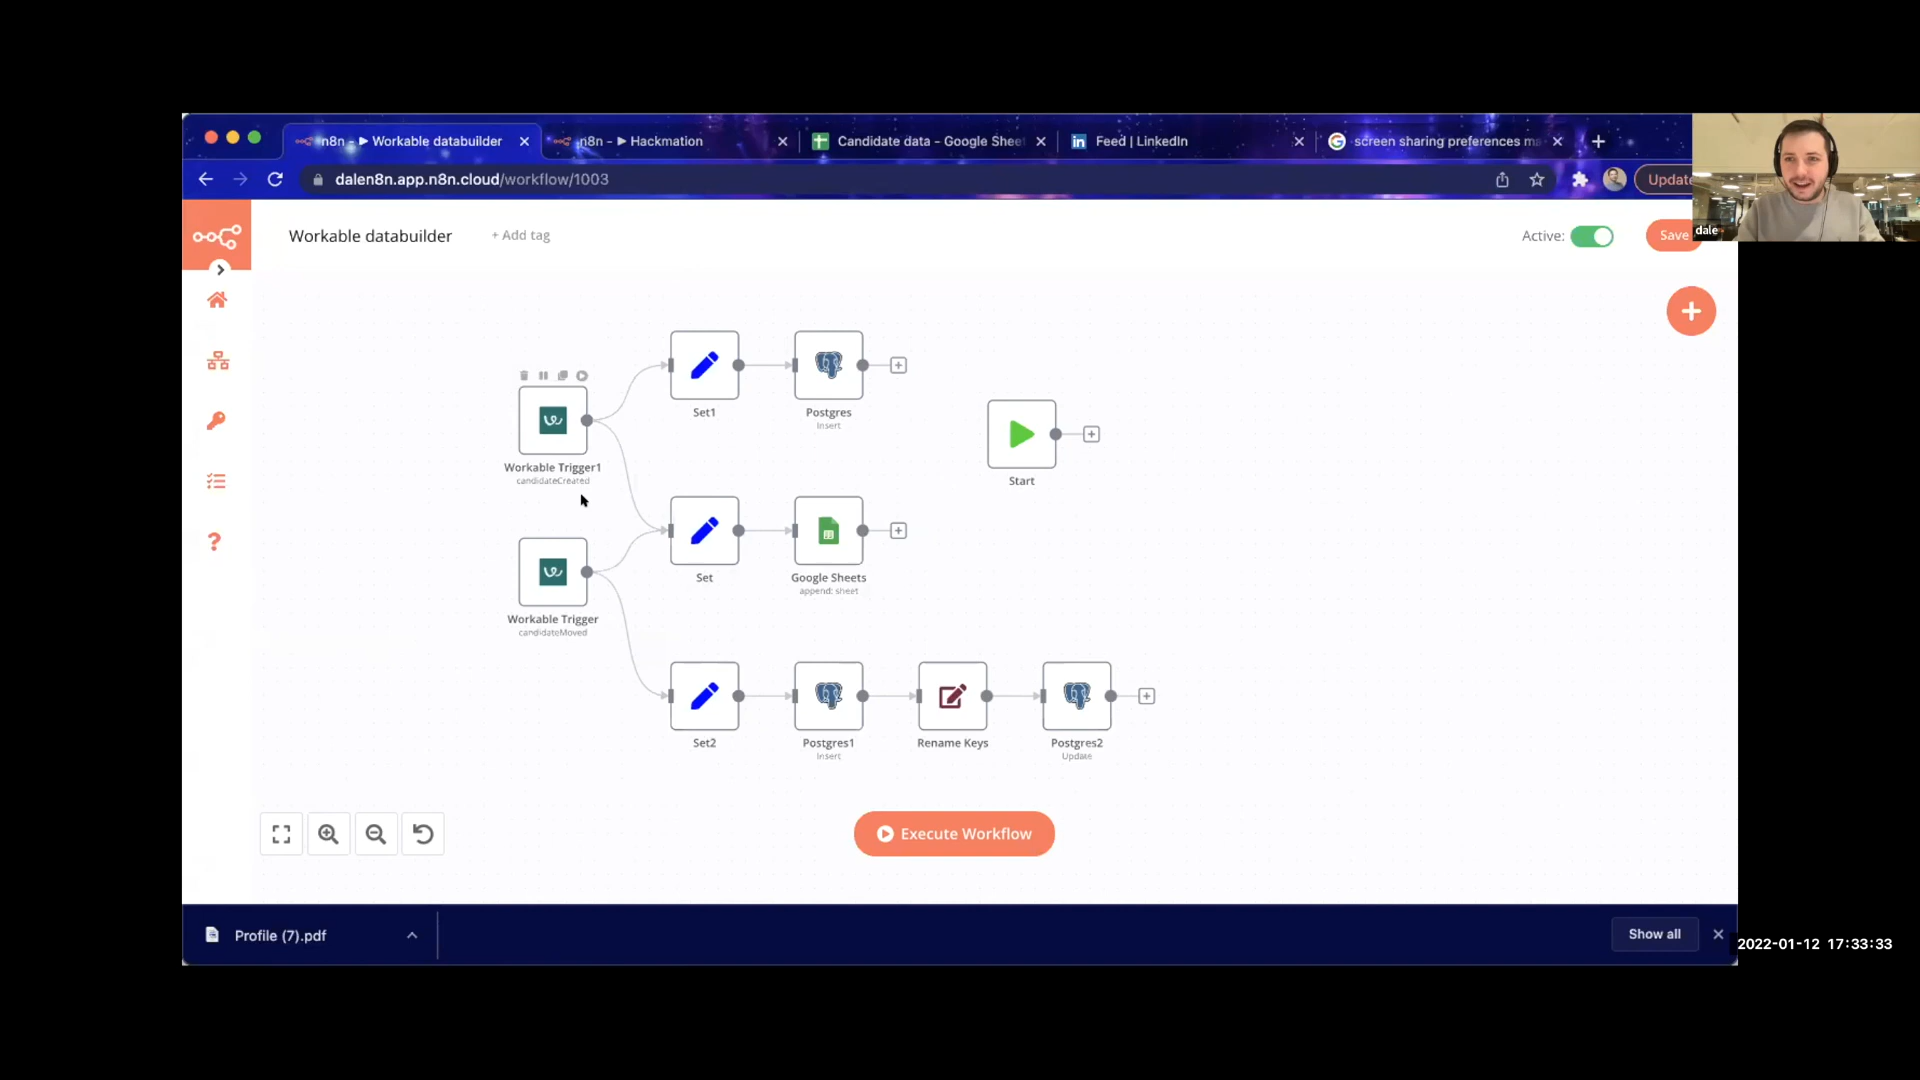 n8n - ▶ Workable databuilder
n8n - ▶ Hackmation
Candidate data - Google Sheet
Feed | LinkedIn
screen sharing preferences ma
dalen8n.app.n8n.cloud/workflow/1003
Update
dale
Workable databuilder
+ Add tag
Active:
Save
Set1
Postgres
Insert
Workable Trigger1
candidateCreated
Start
Set
Google Sheets
append: sheet
Workable Trigger
candidateMoved
Set2
Postgres1
Insert
Rename Keys
Postgres2
Update
Execute Workflow
Profile (7).pdf
Show all
2022-01-12 17:33:33